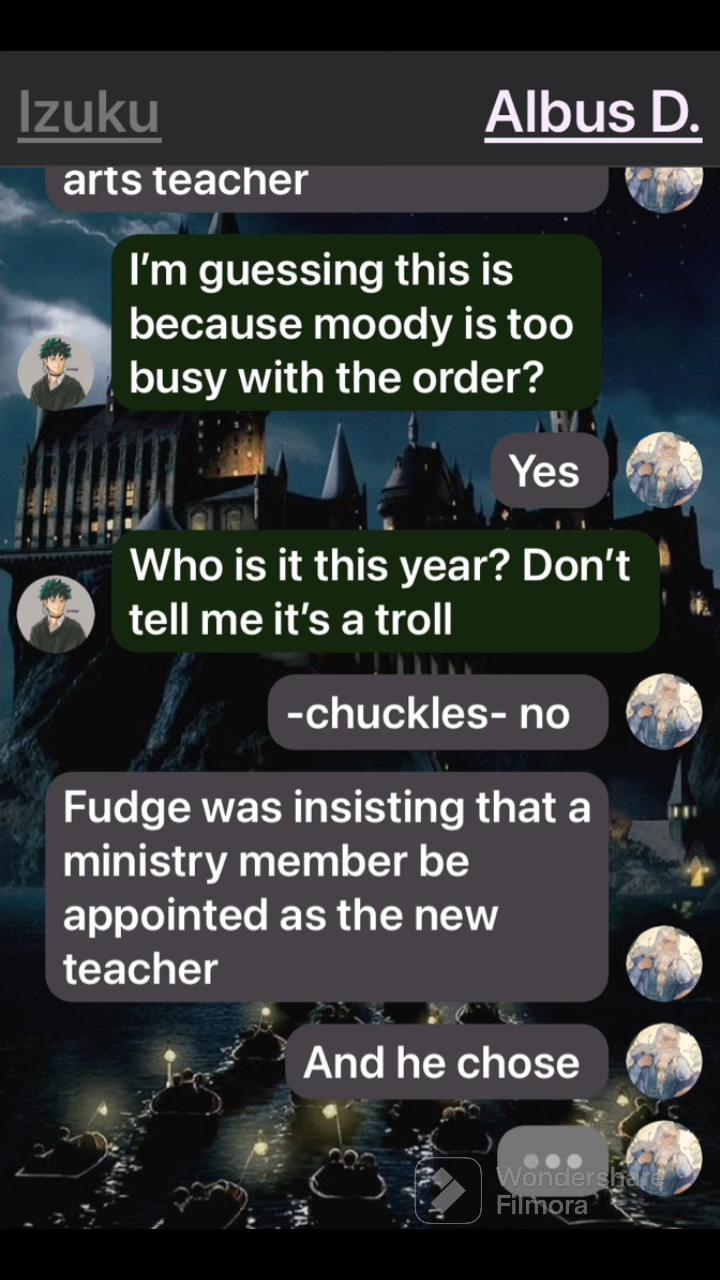 Izuku
Albus D.
arts teacher
I'm guessing this is
because moody is too
busy with the order?
Yes
Who is it this year? Don't
tell me it's a troll
-chuckles- no
Fudge was insisting that a
ministry member be
appointed as the new
teacher
And he chose
...
Wondershare
Filmora